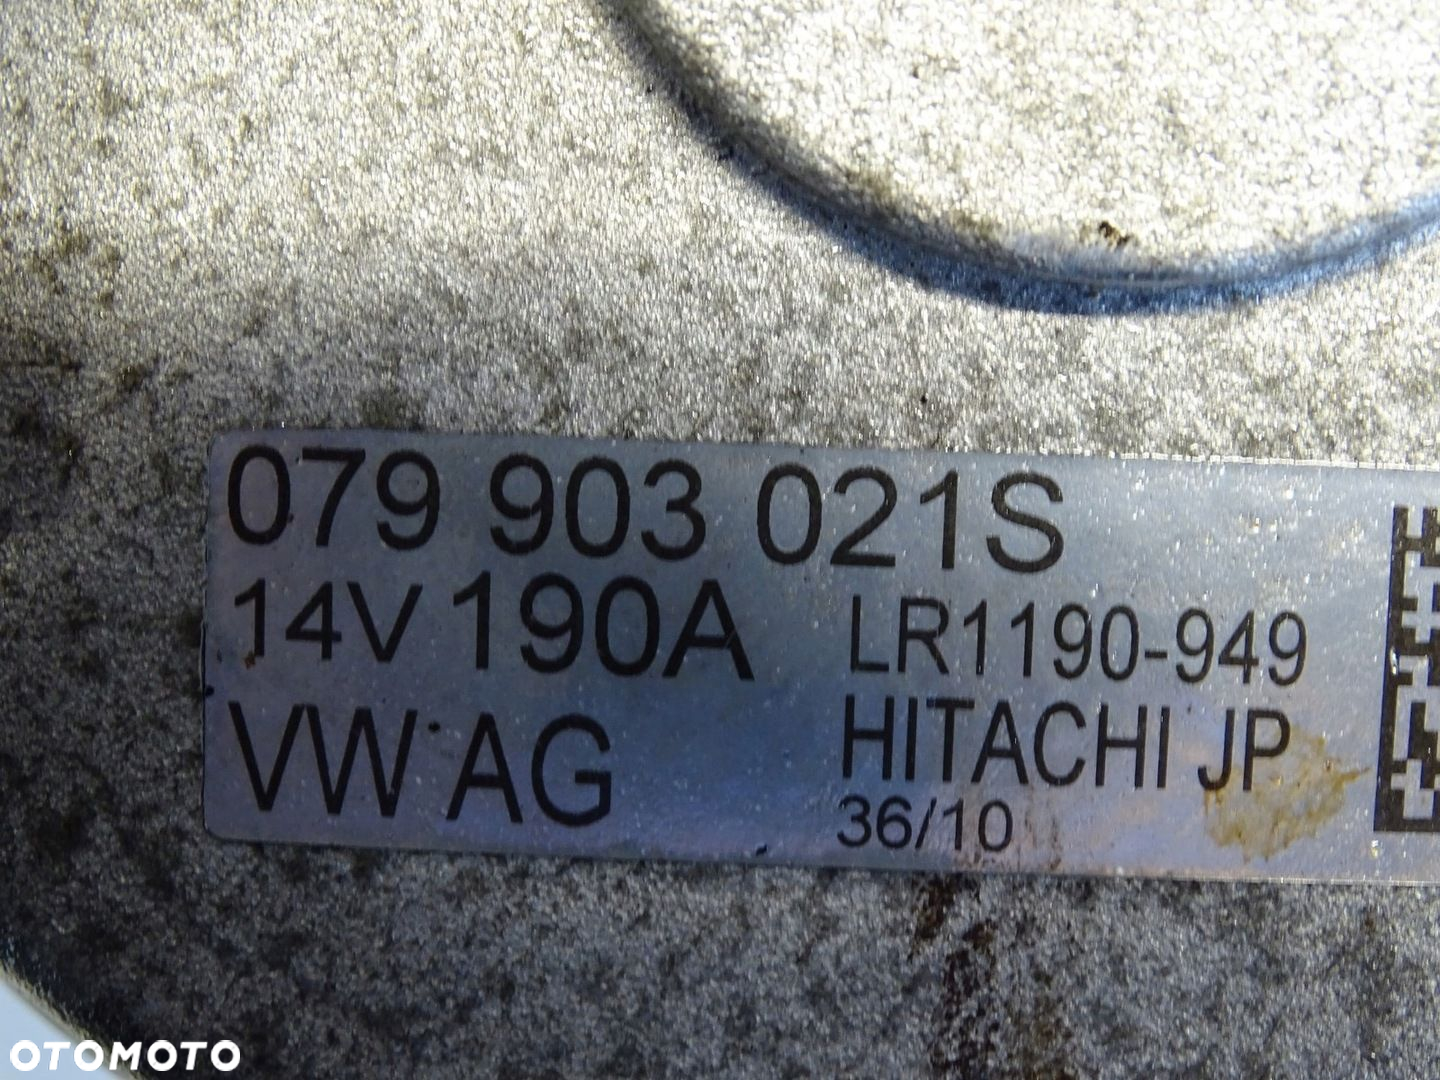 079 903 021S
14V 190A LR1190-949
VW AG HITACHI JP
36/10
OTOMOTO